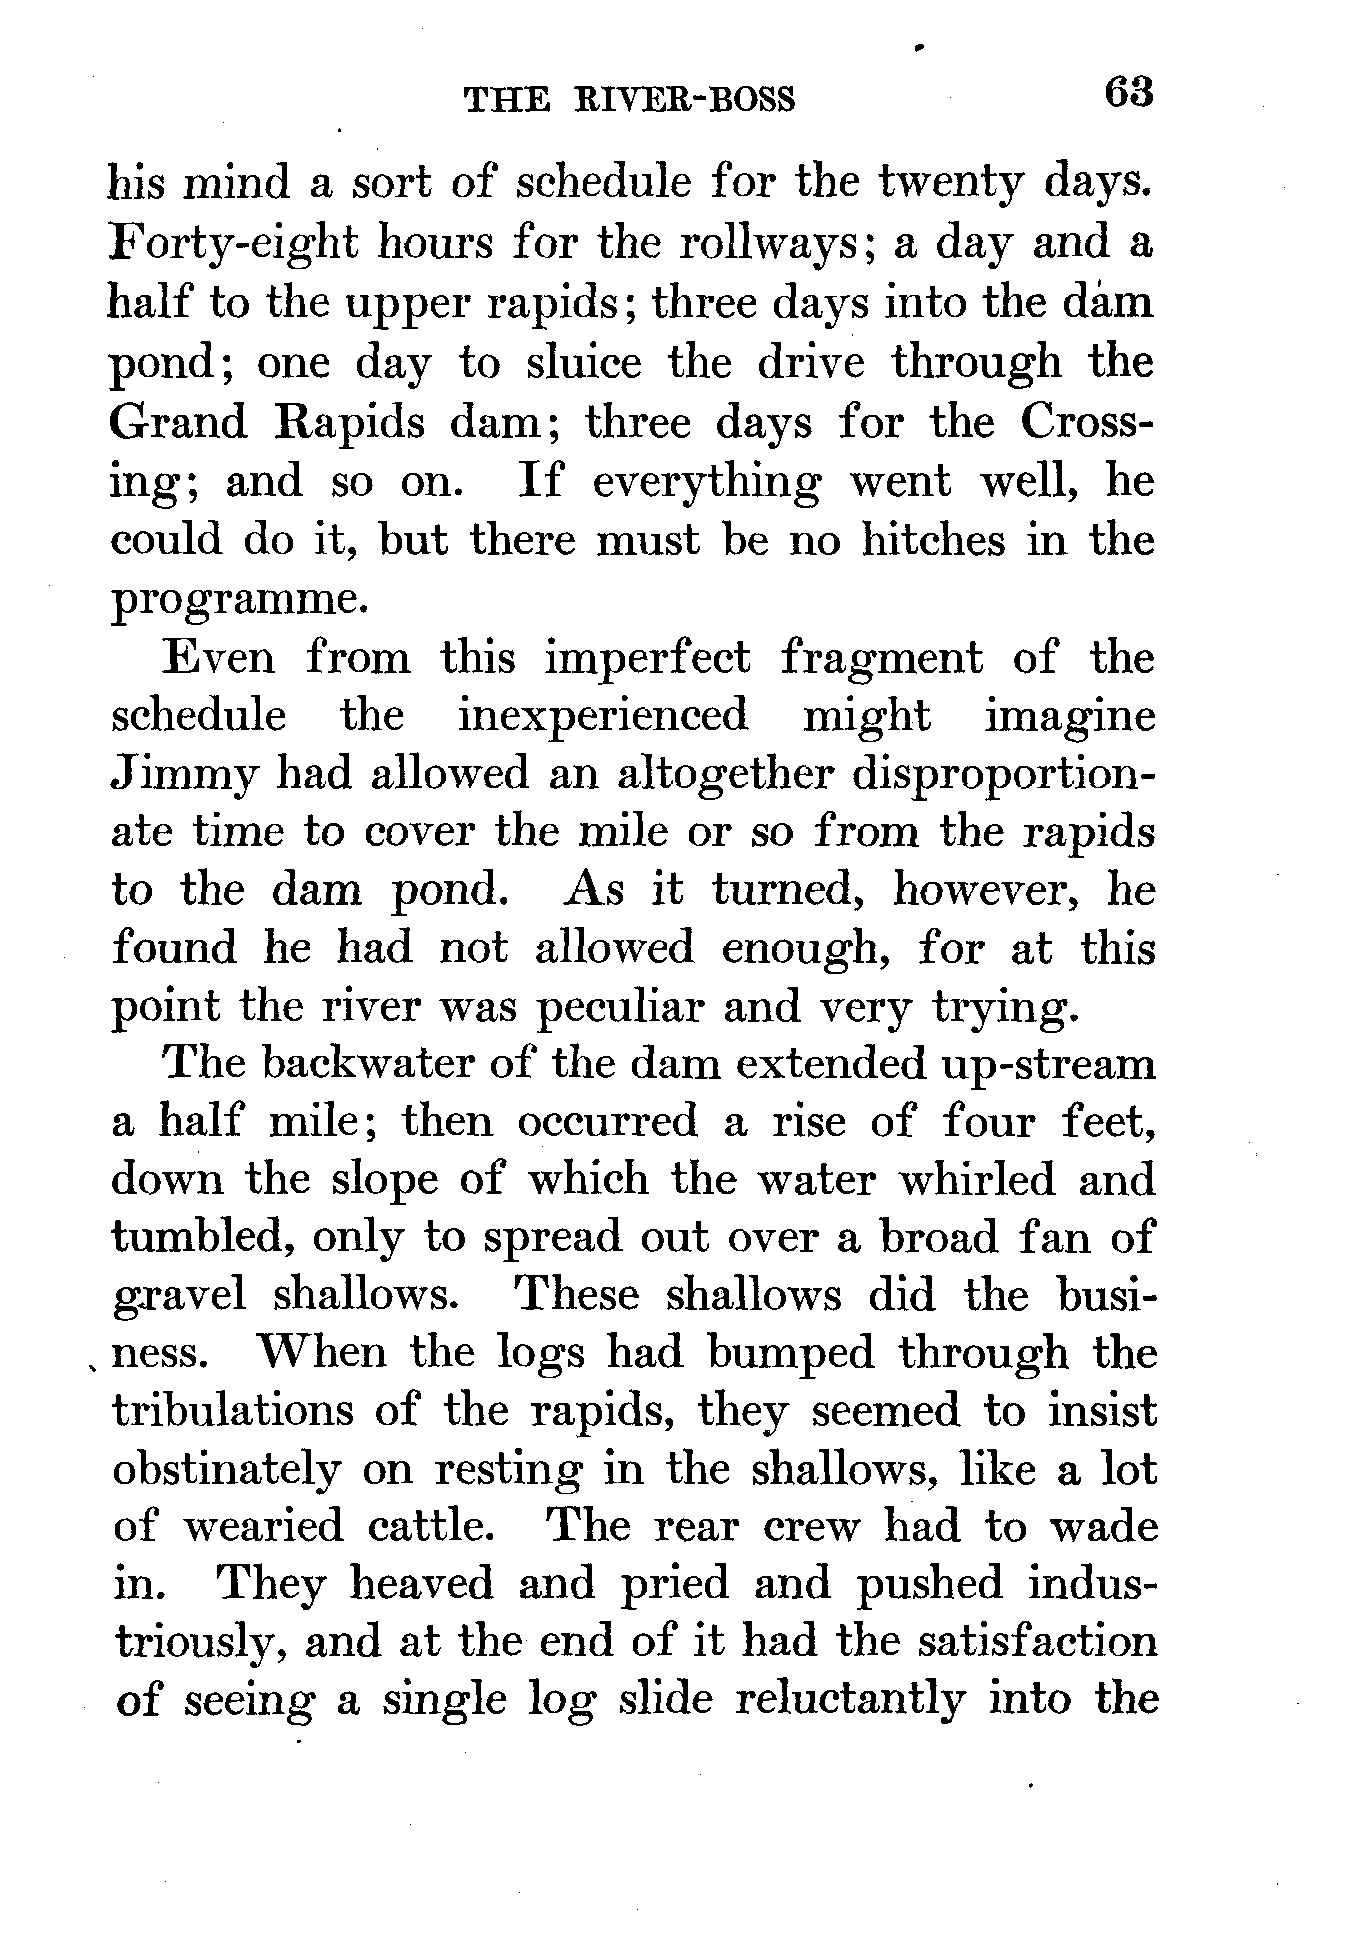 THE RIVER-BOSS 63
his mind a sort of schedule for the twenty days.
Forty-eight hours for the rollways; a day and a
half to the upper rapids; three days into the dam
pond; one day to sluice the drive through the
Grand Rapids dam; three days for the Cross-
ing; and so on. If everything went well, he
could do it, but there must be no hitches in the
programme.
Even from this imperfect fragment of the
schedule the inexperienced might imagine
Jimmy had allowed an altogether disproportion-
ate time to cover the mile or so from the rapids
to the dam pond. As it turned, however, he
found he had not allowed enough, for at this
point the river was peculiar and very trying.
The backwater of the dam extended up-stream
a half mile; then occurred a rise of four feet,
down the slope of which the water whirled and
tumbled, only to spread out over a broad fan of
gravel shallows. These shallows did the busi-
ness. When the logs had bumped through the
tribulations of the rapids, they seemed to insist
obstinately on resting in the shallows, like a lot
of wearied cattle. The rear crew had to wade
in. They heaved and pried and pushed indus-
triously, and at the end of it had the satisfaction
of seeing a single log slide reluctantly into the